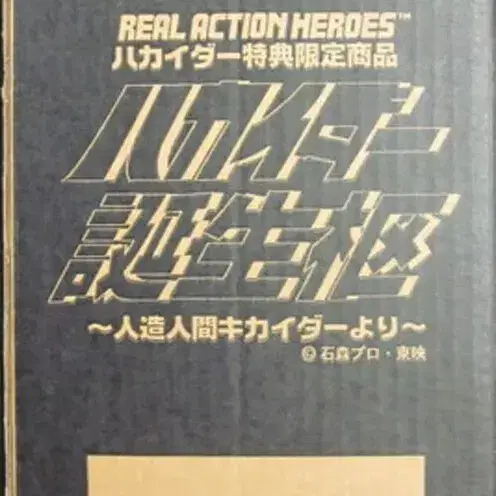 REAL ACTION HEROES™
ハカイダー特典限定商品
ハカイダー
誕生枢
〜人造人間キカイダーより〜
©石森プロ・東映